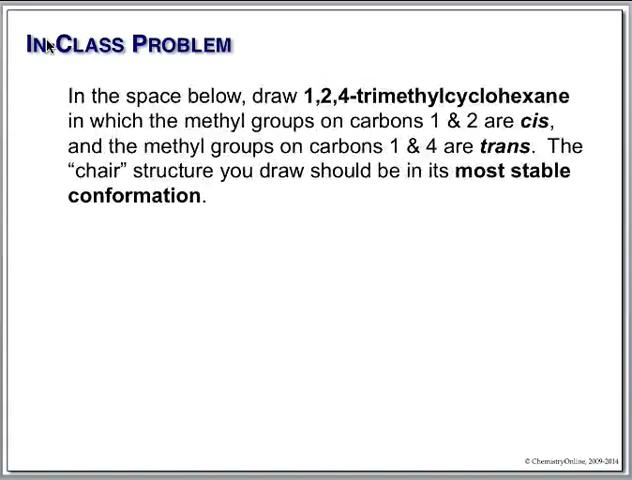 IN-CLASS PROBLEM
In the space below, draw 1,2,4-trimethylcyclohexane
in which the methyl groups on carbons 1 & 2 are cis,
and the methyl groups on carbons 1 & 4 are trans. The
“chair” structure you draw should be in its most stable
conformation.
© ChemistryOnline, 2009-2014